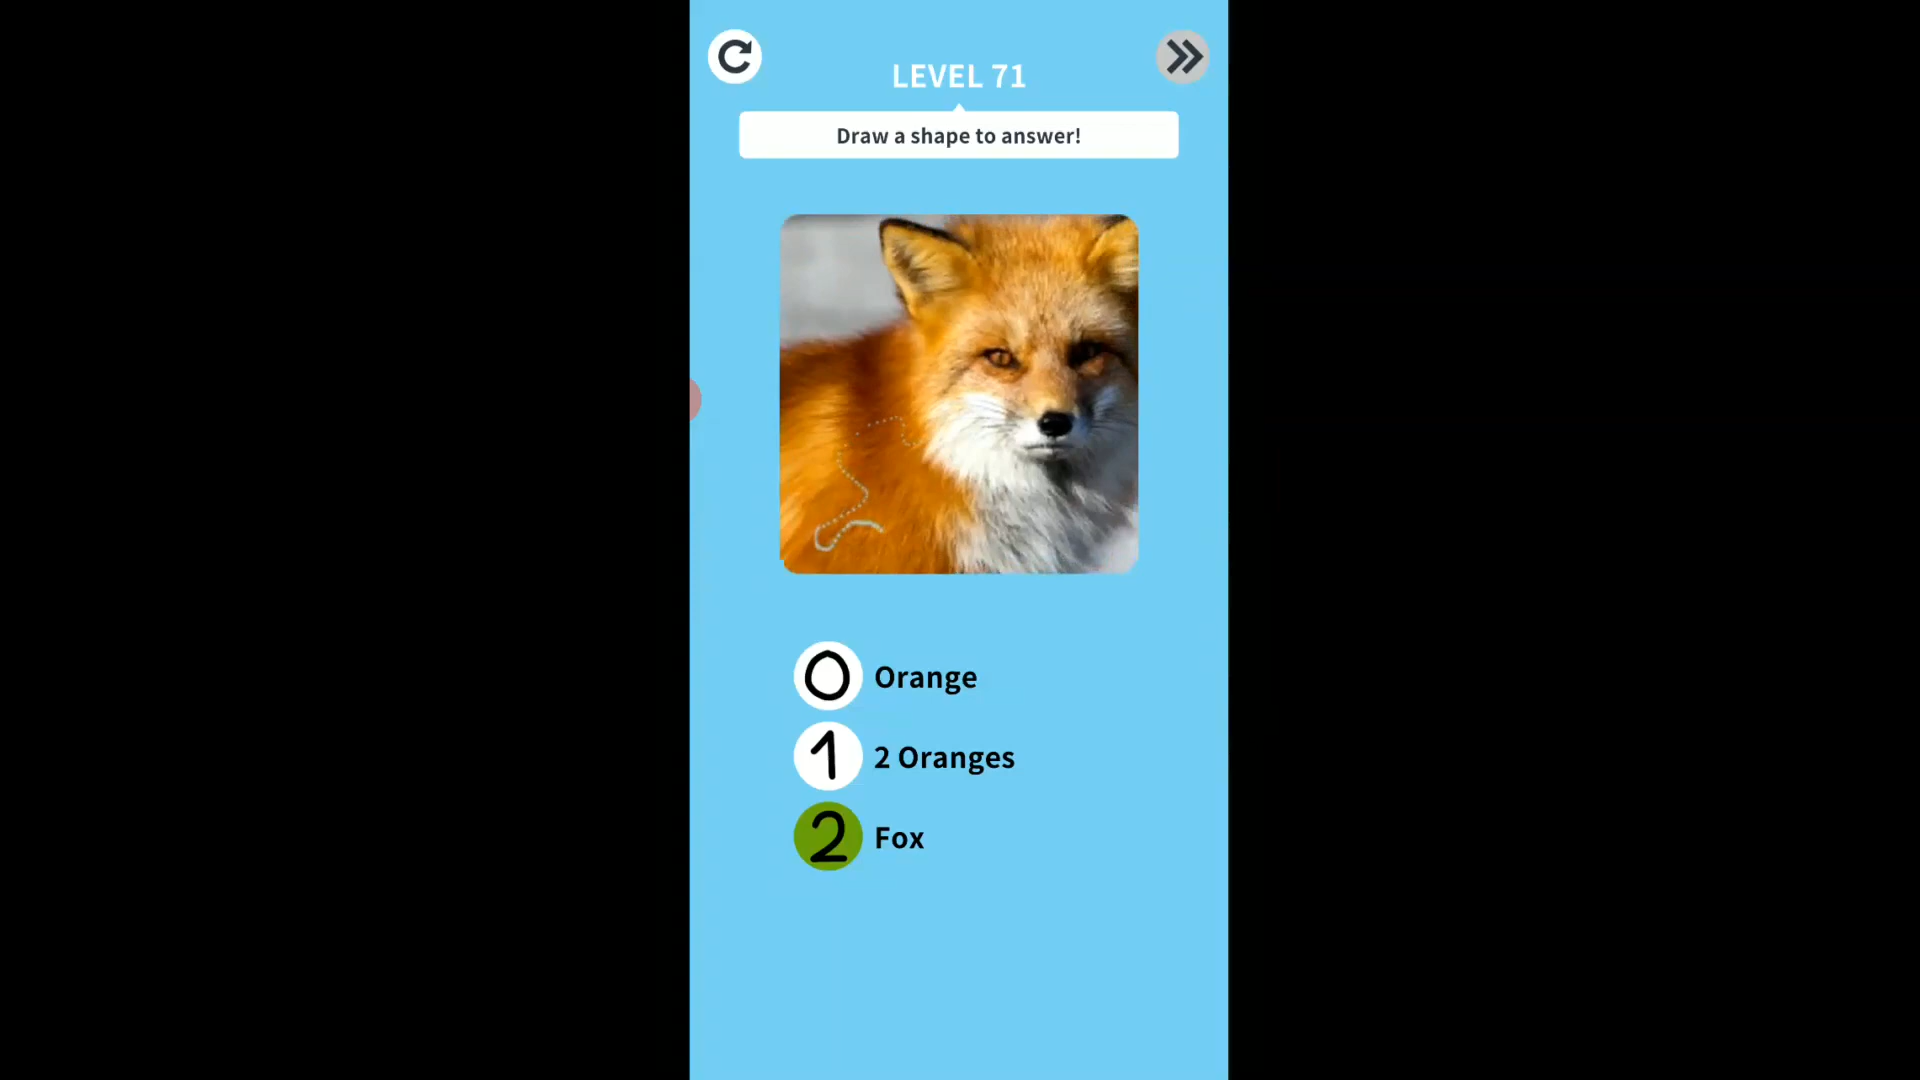 LEVEL 71
Draw a shape to answer!
0 Orange
1 2 Oranges
2 Fox